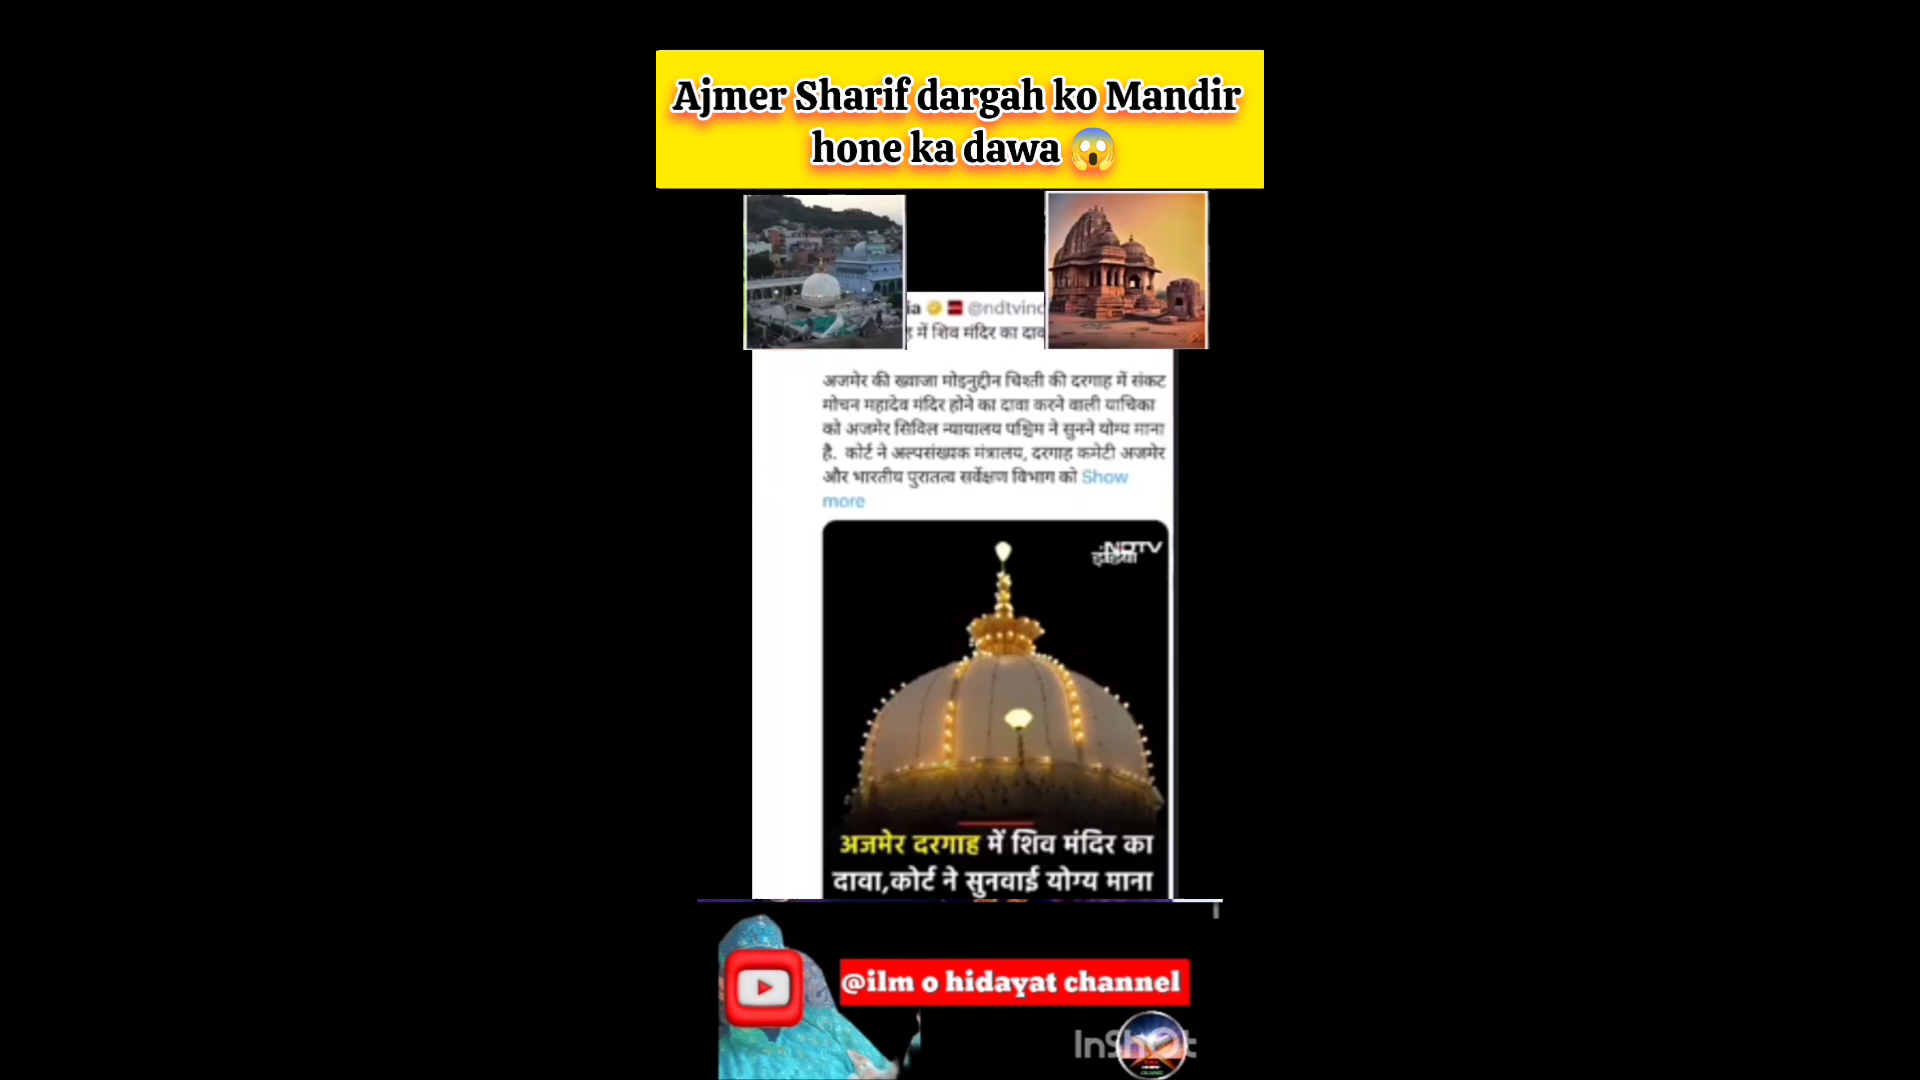 Ajmer Sharif dargah ko Mandir
hone ka dawa 😱
ia @ndtvind
में शिव मंदिर का दाव
अजमेर की ख्वाजा मोइनुद्दीन चिश्ती की दरगाह में संकट
मोचन महादेव मंदिर होने का दावा करने वाली याचिका
को अजमेर सिविल न्यायालय पश्चिम ने सुनने योग्य माना
है. कोर्ट ने अल्पसंख्यक मंत्रालय, दरगाह कमेटी अजमेर
और भारतीय पुरातत्व सर्वेक्षण विभाग को Show
more
NDTV
इंडिया
अजमेर दरगाह में शिव मंदिर का
दावा,कोर्ट ने सुनवाई योग्य माना
@ilm o hidayat channel
InShOt